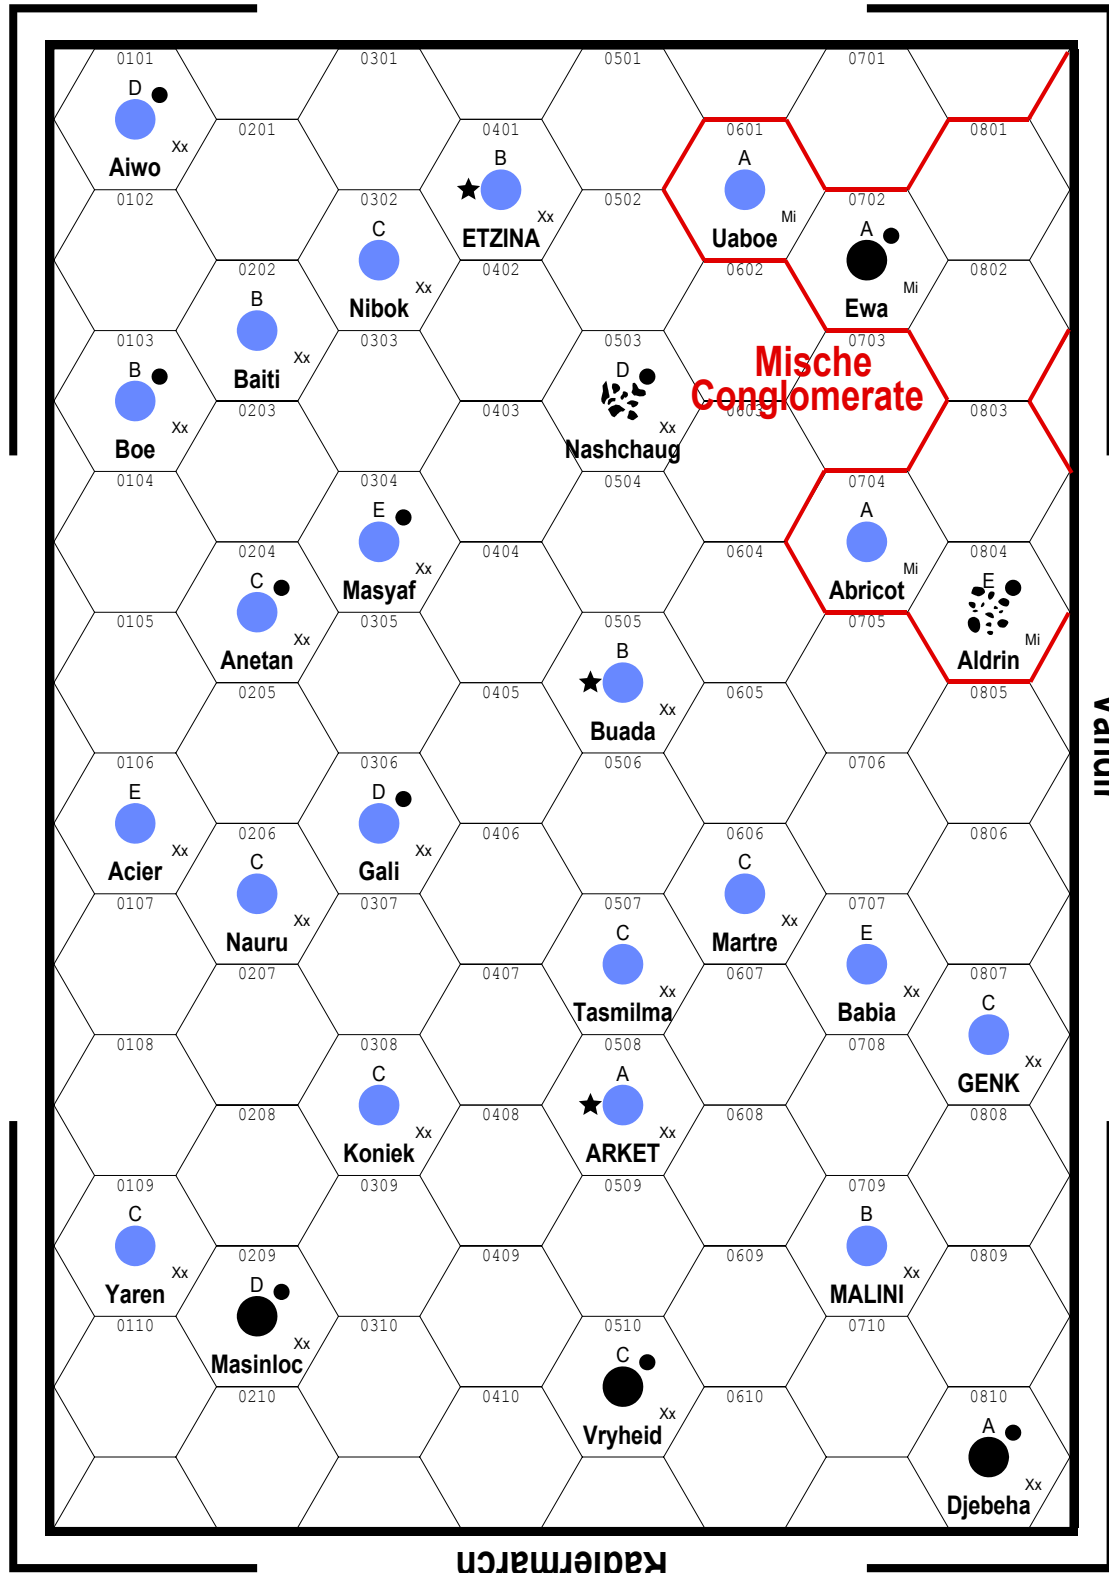 0101 0301 0501 0701
D
Xx
Aiwo
0201 0401 0601 0801
B
Xx
ETZINA
A
Mi
Uaboe
0102 0302 0502 0702
C
Xx
Nibok
A
Mi
Ewa
0202 0402 0602 0802
B
Xx
Baiti
0103 0303 0503 0703
B
Xx
Boe
D
Xx
Nashchaug
Mische
Conglomerate
0203 0403 0603 0803
0104 0304 0504 0704
E
Xx
Masyaf
A
Mi
Abricot
0204 0404 0604 0804
C
Xx
Anetan
E
Mi
Aldrin
0105 0305 0505 0705
B
Xx
Buada
0205 0405 0605 0805
0106 0306 0506 0706
E
Xx
Acier
D
Xx
Gali
0206 0406 0606 0806
C
Xx
Nauru
C
Xx
Martre
0107 0307 0507 0707
C
Xx
Tasmilma
E
Xx
Babia
0207 0407 0607 0807
C
Xx
GENK
0108 0308 0508 0708
C
Xx
Koniek
A
Xx
ARKET
0208 0408 0608 0808
0109 0309 0509 0709
C
Xx
Yaren
B
Xx
MALINI
0209 0409 0609 0809
D
Xx
Masinloc
0110 0310 0510 0710
C
Xx
Vryheid
0210 0410 0610 0810
A
Xx
Djebeha